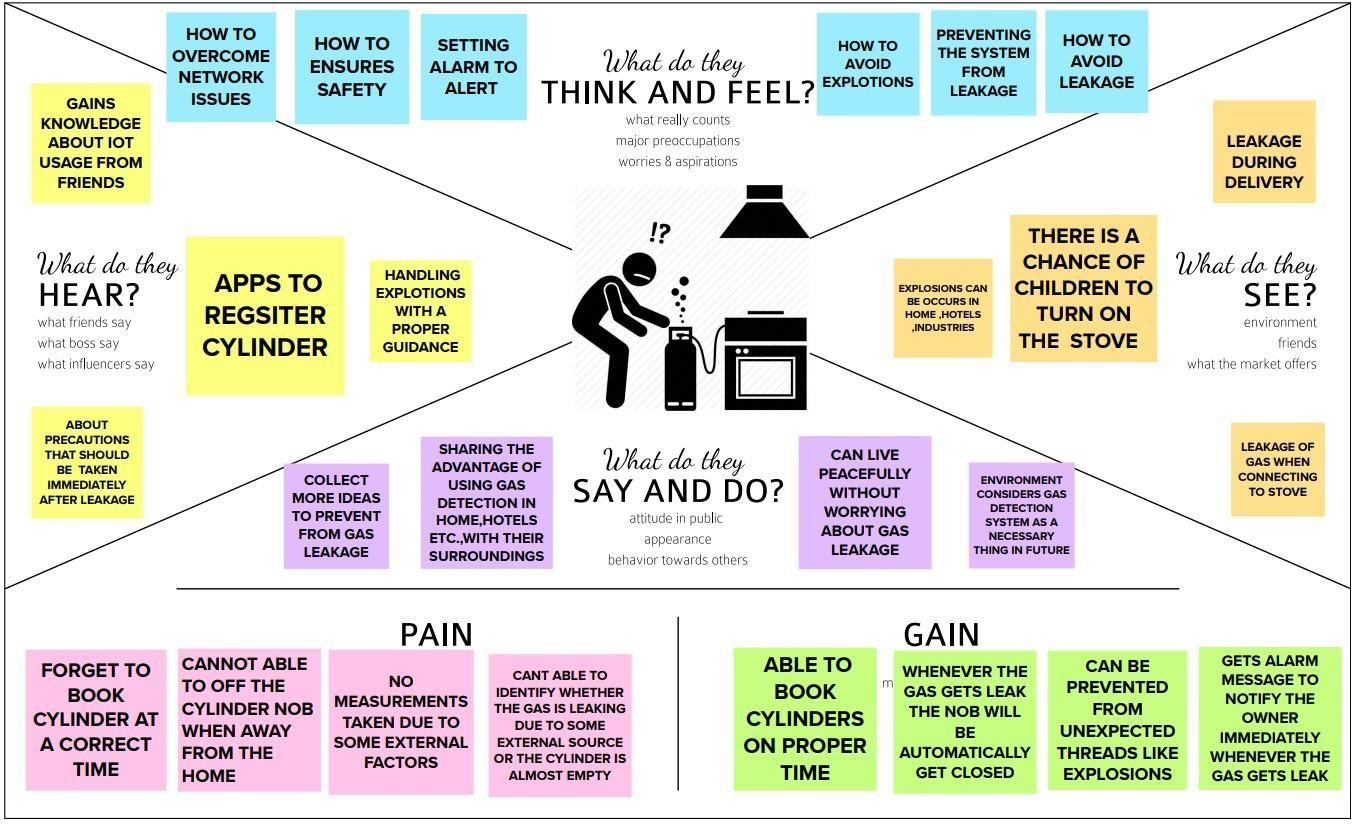 HOW TO
OVERCOME
NETWORK
ISSUES
HOW TO
ENSURES
SAFETY
SETTING
ALARM TO
ALERT
What do they
THINK AND FEEL?
what really counts
major preoccupations
worries & aspirations
HOW TO
AVOID
EXPLOTIONS
PREVENTING
THE SYSTEM
FROM
LEAKAGE
HOW TO
AVOID
LEAKAGE
GAINS
KNOWLEDGE
ABOUT IOT
USAGE FROM
FRIENDS
What do they
HEAR?
what friends say
what boss say
what influencers say
APPS TO
REGSITER
CYLINDER
HANDLING
EXPLOTIONS
WITH A
PROPER
GUIDANCE
ABOUT
PRECAUTIONS
THAT SHOULD
BE TAKEN
IMMEDIATELY
AFTER LEAKAGE
!?
LEAKAGE
DURING
DELIVERY
EXPLOSIONS CAN
BE OCCURS IN
HOME ,HOTELS
,INDUSTRIES
THERE IS A
CHANCE OF
CHILDREN TO
TURN ON
THE STOVE
What do they
SEE?
environment
friends
what the market offers
LEAKAGE OF
GAS WHEN
CONNECTING
TO STOVE
COLLECT
MORE IDEAS
TO PREVENT
FROM GAS
LEAKAGE
SHARING THE
ADVANTAGE OF
USING GAS
DETECTION IN
HOME,HOTELS
ETC.,WITH THEIR
SURROUNDINGS
What do they
SAY AND DO?
attitude in public
appearance
behavior towards others
CAN LIVE
PEACEFULLY
WITHOUT
WORRYING
ABOUT GAS
LEAKAGE
ENVIRONMENT
CONSIDERS GAS
DETECTION
SYSTEM AS A
NECESSARY
THING IN FUTURE
PAIN
FORGET TO
BOOK
CYLINDER AT
A CORRECT
TIME
CANNOT ABLE
TO OFF THE
CYLINDER NOB
WHEN AWAY
FROM THE
HOME
NO
MEASUREMENTS
TAKEN DUE TO
SOME EXTERNAL
FACTORS
CANT ABLE TO
IDENTIFY WHETHER
THE GAS IS LEAKING
DUE TO SOME
EXTERNAL SOURCE
OR THE CYLINDER IS
ALMOST EMPTY
GAIN
ABLE TO
BOOK
CYLINDERS
ON PROPER
TIME
WHENEVER THE
GAS GETS LEAK
THE NOB WILL
BE
AUTOMATICALLY
GET CLOSED
CAN BE
PREVENTED
FROM
UNEXPECTED
THREADS LIKE
EXPLOSIONS
GETS ALARM
MESSAGE TO
NOTIFY THE
OWNER
IMMEDIATELY
WHENEVER THE
GAS GETS LEAK